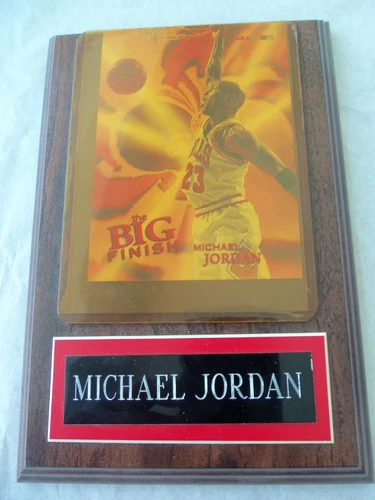 23
the
BIG
FINISH
MICHAEL
JORDAN
MICHAEL JORDAN